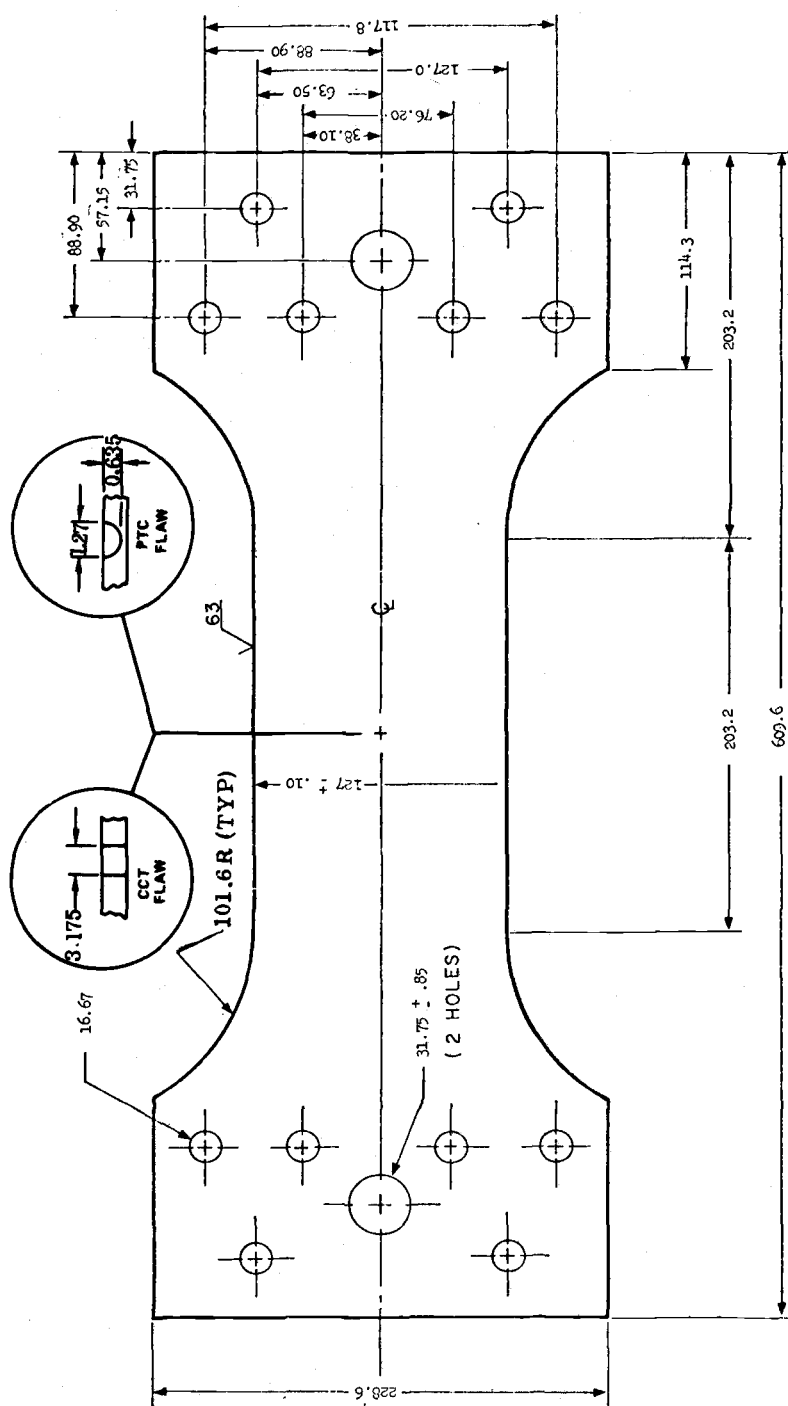 117.8
88.90
127.0
63.50
76.20
38.10
31.75
57.15
88.90
114.3
203.2
203.2
609.6
1.27
0.635
PTC
FLAW
63
℄
3.175
CCT
FLAW
127 ± .10
101.6 R (TYP)
16.67
31.75 ± .85
( 2 HOLES)
228.6